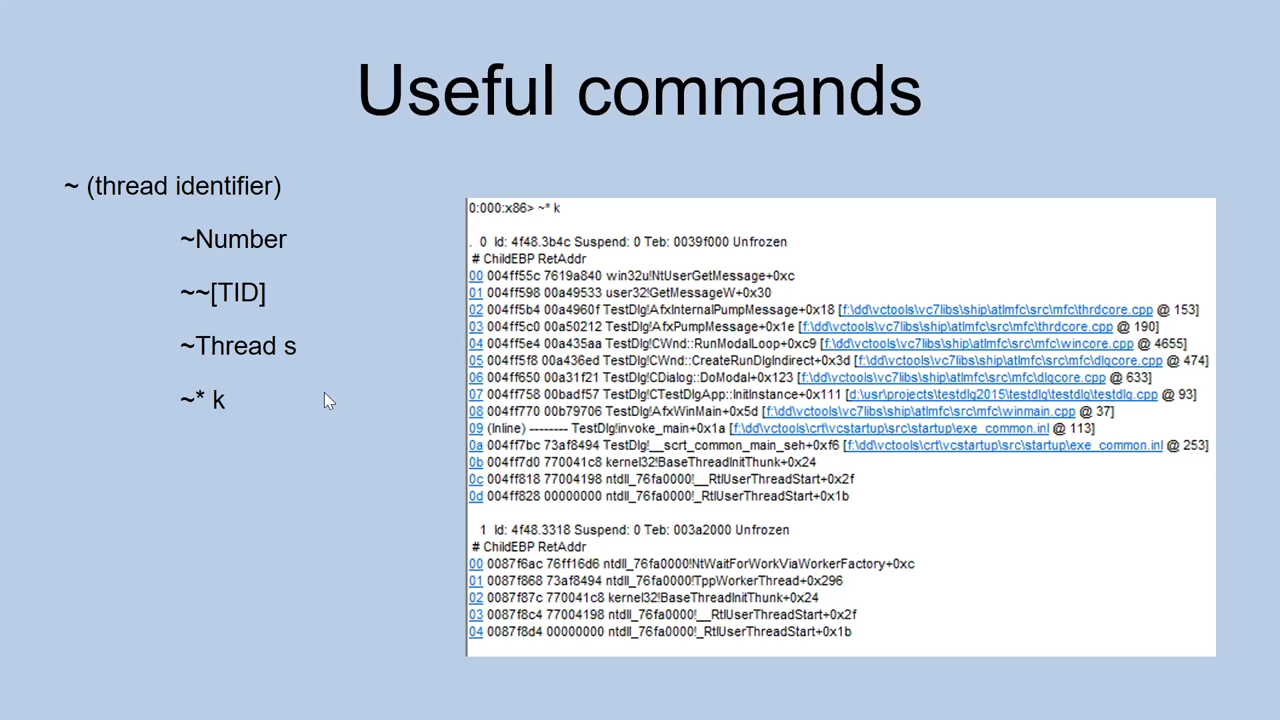 Useful commands
~ (thread identifier)
~Number
~~[TID]
~Thread s
~* k
0:000:x86> ~* k
. 0 Id: 4f48.3b4c Suspend: 0 Teb: 0039f000 Unfrozen
# ChildEBP RetAddr
00 004ff55c 7619a840 win32u!NtUserGetMessage+0xc
01 004ff598 00a49533 user32!GetMessageW+0x30
02 004ff5b4 00a4960f TestDlg!AfxInternalPumpMessage+0x18 [f:\dd\vctools\vc7libs\ship\atlmfc\src\mfc\thrdcore.cpp @ 153]
03 004ff5c0 00a50212 TestDlg!AfxPumpMessage+0x1e [f:\dd\vctools\vc7libs\ship\atlmfc\src\mfc\thrdcore.cpp @ 190]
04 004ff5e4 00a435aa TestDlg!CWnd::RunModalLoop+0xc9 [f:\dd\vctools\vc7libs\ship\atlmfc\src\mfc\wincore.cpp @ 4655]
05 004ff5f8 00a436ed TestDlg!CWnd::CreateRunDlgIndirect+0x3d [f:\dd\vctools\vc7libs\ship\atlmfc\src\mfc\dlgcore.cpp @ 474]
06 004ff650 00a31f21 TestDlg!CDialog::DoModal+0x123 [f:\dd\vctools\vc7libs\ship\atlmfc\src\mfc\dlgcore.cpp @ 633]
07 004ff758 00badf57 TestDlg!CTestDlgApp::InitInstance+0x111 [d:\usr\projects\testdlg2015\testdlg\testdlg\testdlg.cpp @ 93]
08 004ff770 00b79706 TestDlg!AfxWinMain+0x5d [f:\dd\vctools\vc7libs\ship\atlmfc\src\mfc\winmain.cpp @ 37]
09 (Inline) -------- TestDlg!invoke_main+0x1a [f:\dd\vctools\crt\vcstartup\src\startup\exe_common.inl @ 113]
0a 004ff7bc 73af8494 TestDlg!__scrt_common_main_seh+0xf6 [f:\dd\vctools\crt\vcstartup\src\startup\exe_common.inl @ 253]
0b 004ff7d0 770041c8 kernel32!BaseThreadInitThunk+0x24
0c 004ff818 77004198 ntdll_76fa0000!__RtlUserThreadStart+0x2f
0d 004ff828 00000000 ntdll_76fa0000!_RtlUserThreadStart+0x1b
1 Id: 4f48.3318 Suspend: 0 Teb: 003a2000 Unfrozen
# ChildEBP RetAddr
00 0087f6ac 76ff16d6 ntdll_76fa0000!NtWaitForWorkViaWorkerFactory+0xc
01 0087f868 73af8494 ntdll_76fa0000!TppWorkerThread+0x296
02 0087f87c 770041c8 kernel32!BaseThreadInitThunk+0x24
03 0087f8c4 77004198 ntdll_76fa0000!__RtlUserThreadStart+0x2f
04 0087f8d4 00000000 ntdll_76fa0000!_RtlUserThreadStart+0x1b